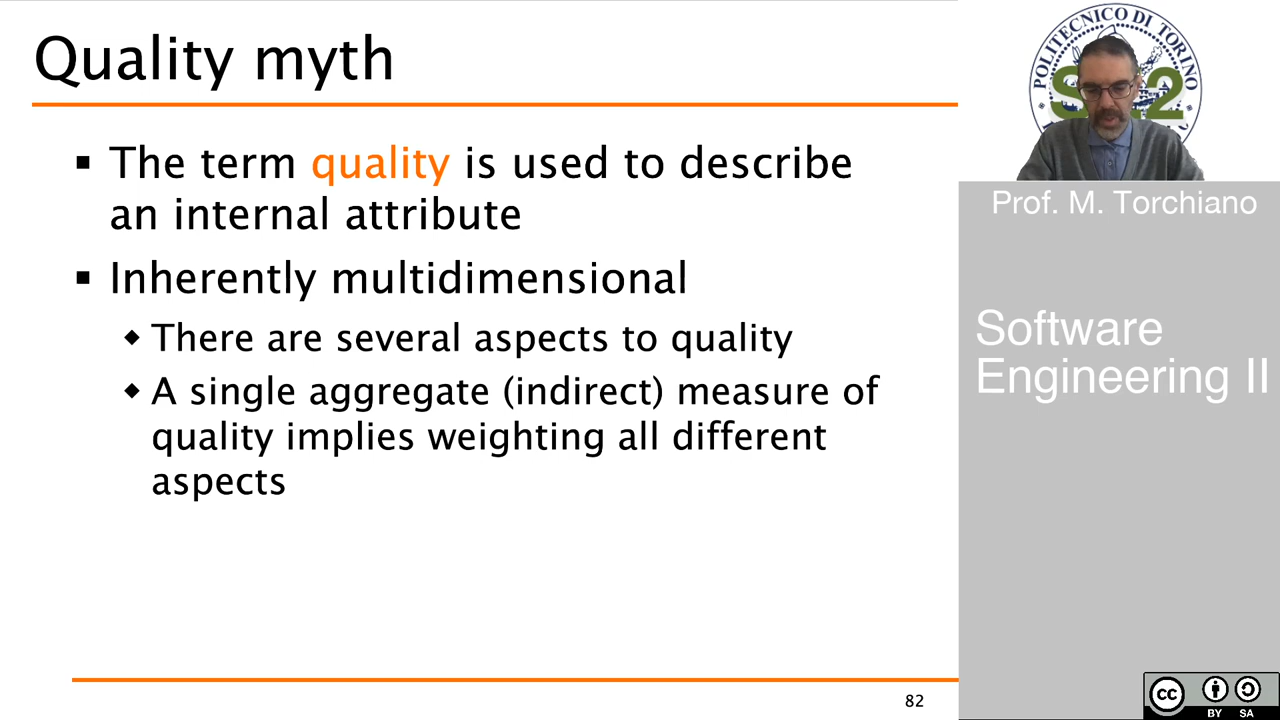 Quality myth
▪ The term quality is used to describe
an internal attribute
▪ Inherently multidimensional
◆ There are several aspects to quality
◆ A single aggregate (indirect) measure of
quality implies weighting all different
aspects
82
POLITECNICO DI TORINO
Prof. M. Torchiano
Software
Engineering II
cc
BY SA